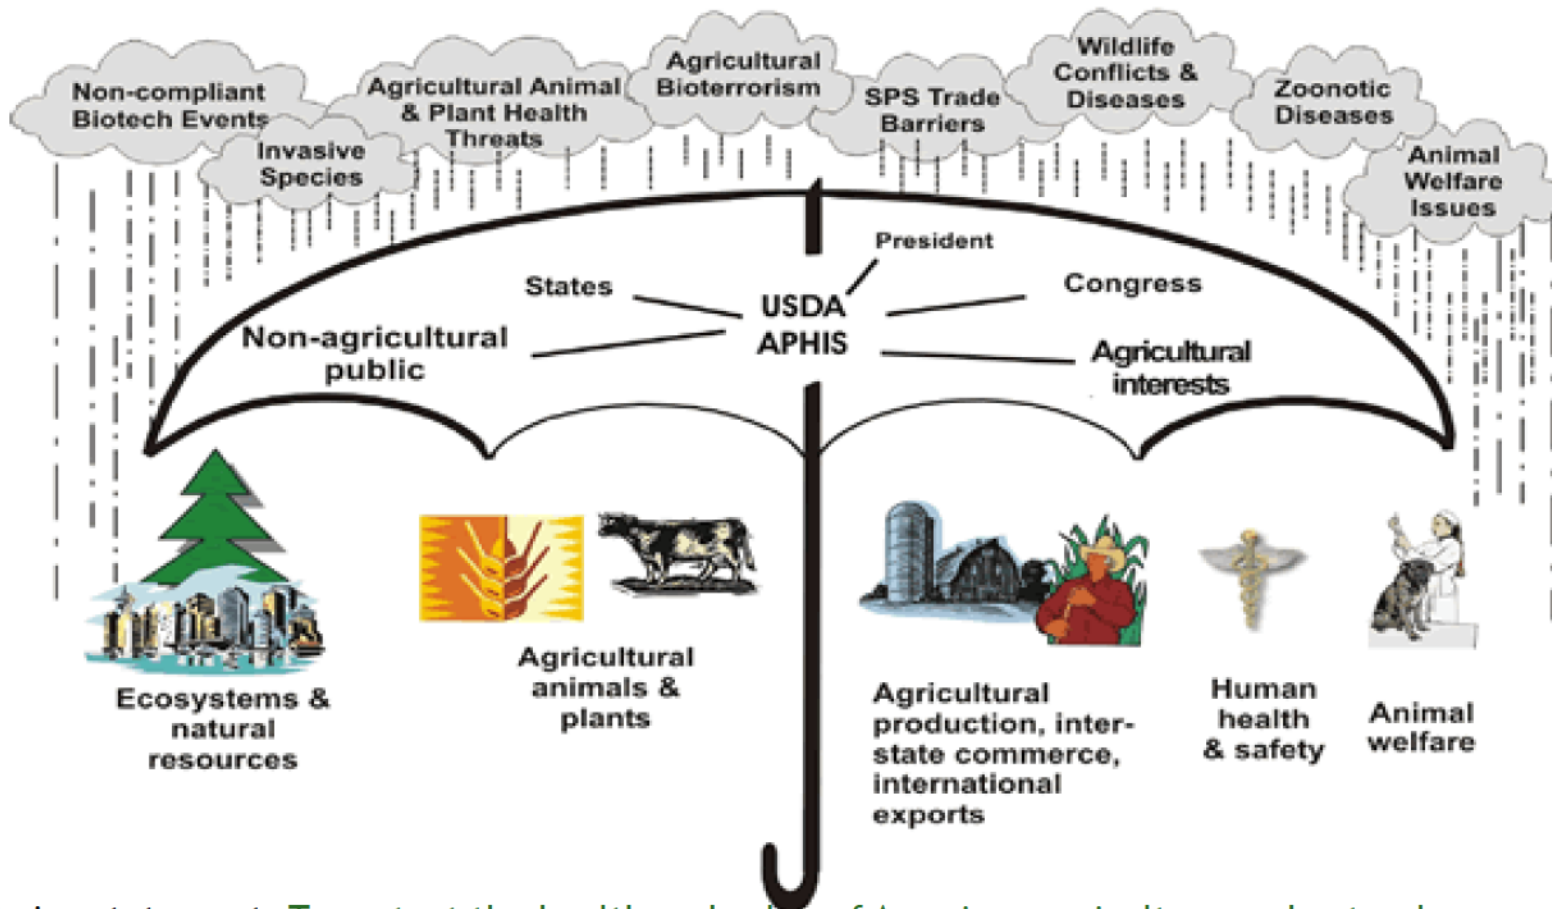 Non-compliant
Biotech Events
Invasive
Species
Agricultural Animal
& Plant Health
Threats
Agricultural
Bioterrorism
SPS Trade
Barriers
Wildlife
Conflicts &
Diseases
Zoonotic
Diseases
Animal
Welfare
Issues
President
States
USDA
APHIS
Congress
Non-agricultural
public
Agricultural
interests
Ecosystems &
natural
resources
Agricultural
animals &
plants
Agricultural
production, inter-
state commerce,
international
exports
Human
health
& safety
Animal
welfare